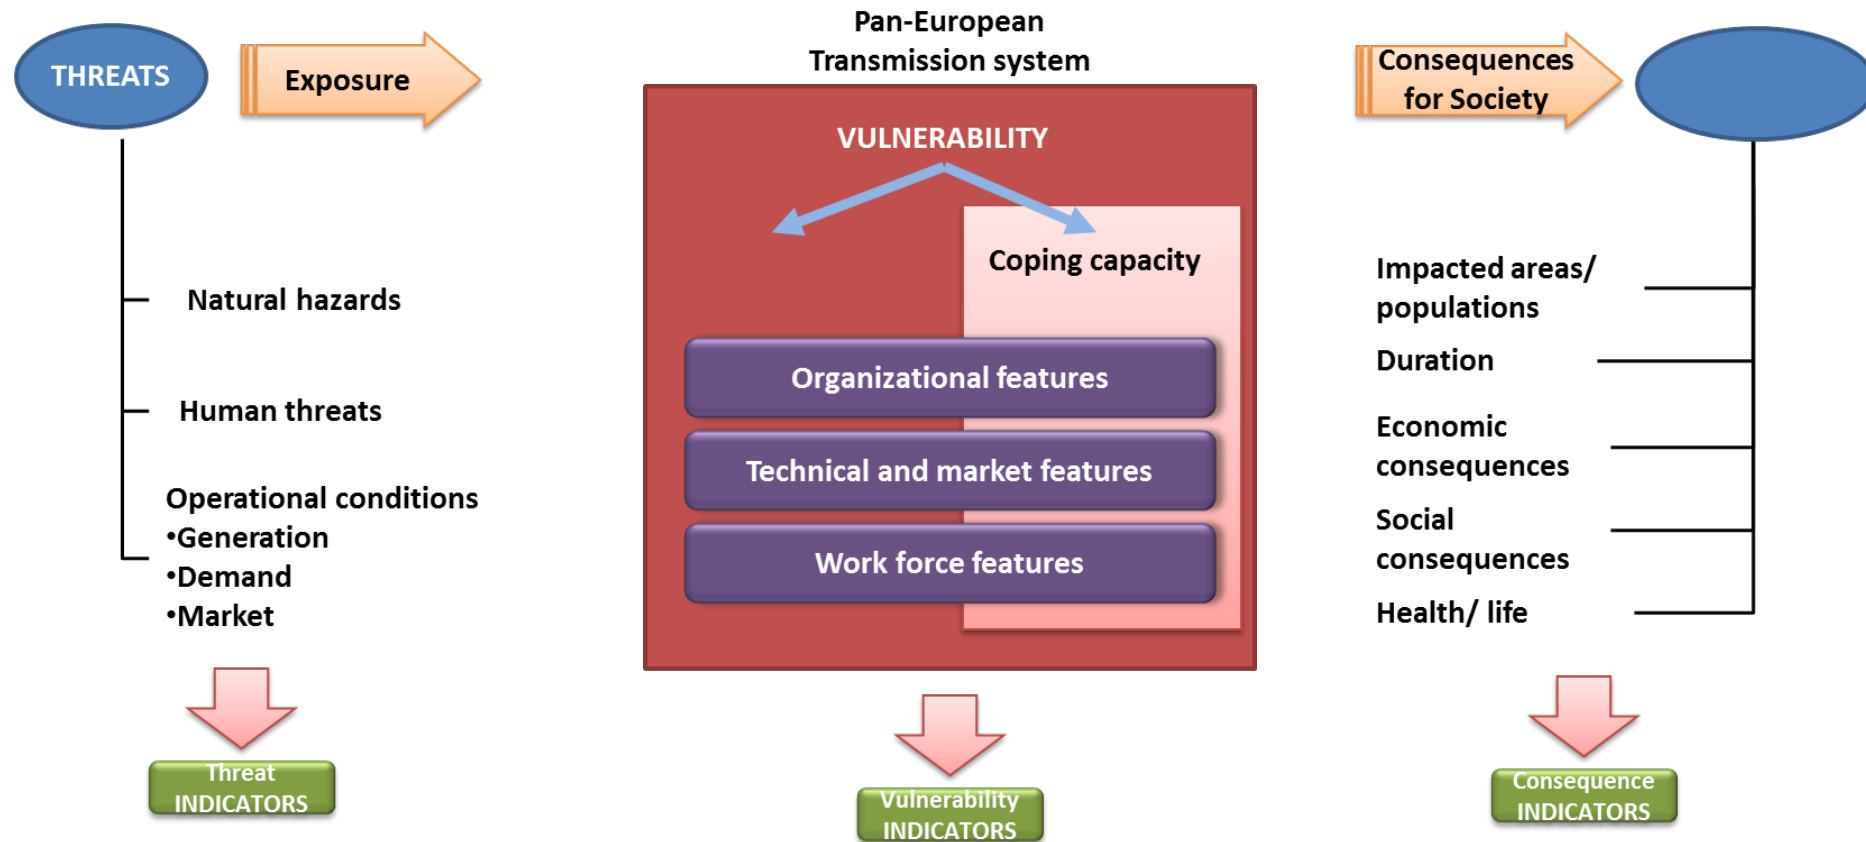 THREATS
Exposure
Natural hazards
Human threats
Operational conditions
•Generation
•Demand
•Market
Threat
INDICATORS
Pan-European
Transmission system
VULNERABILITY
Coping capacity
Organizational features
Technical and market features
Work force features
Vulnerability
INDICATORS
Consequences
for Society
Impacted areas/
populations
Duration
Economic
consequences
Social
consequences
Health/ life
Consequence
INDICATORS